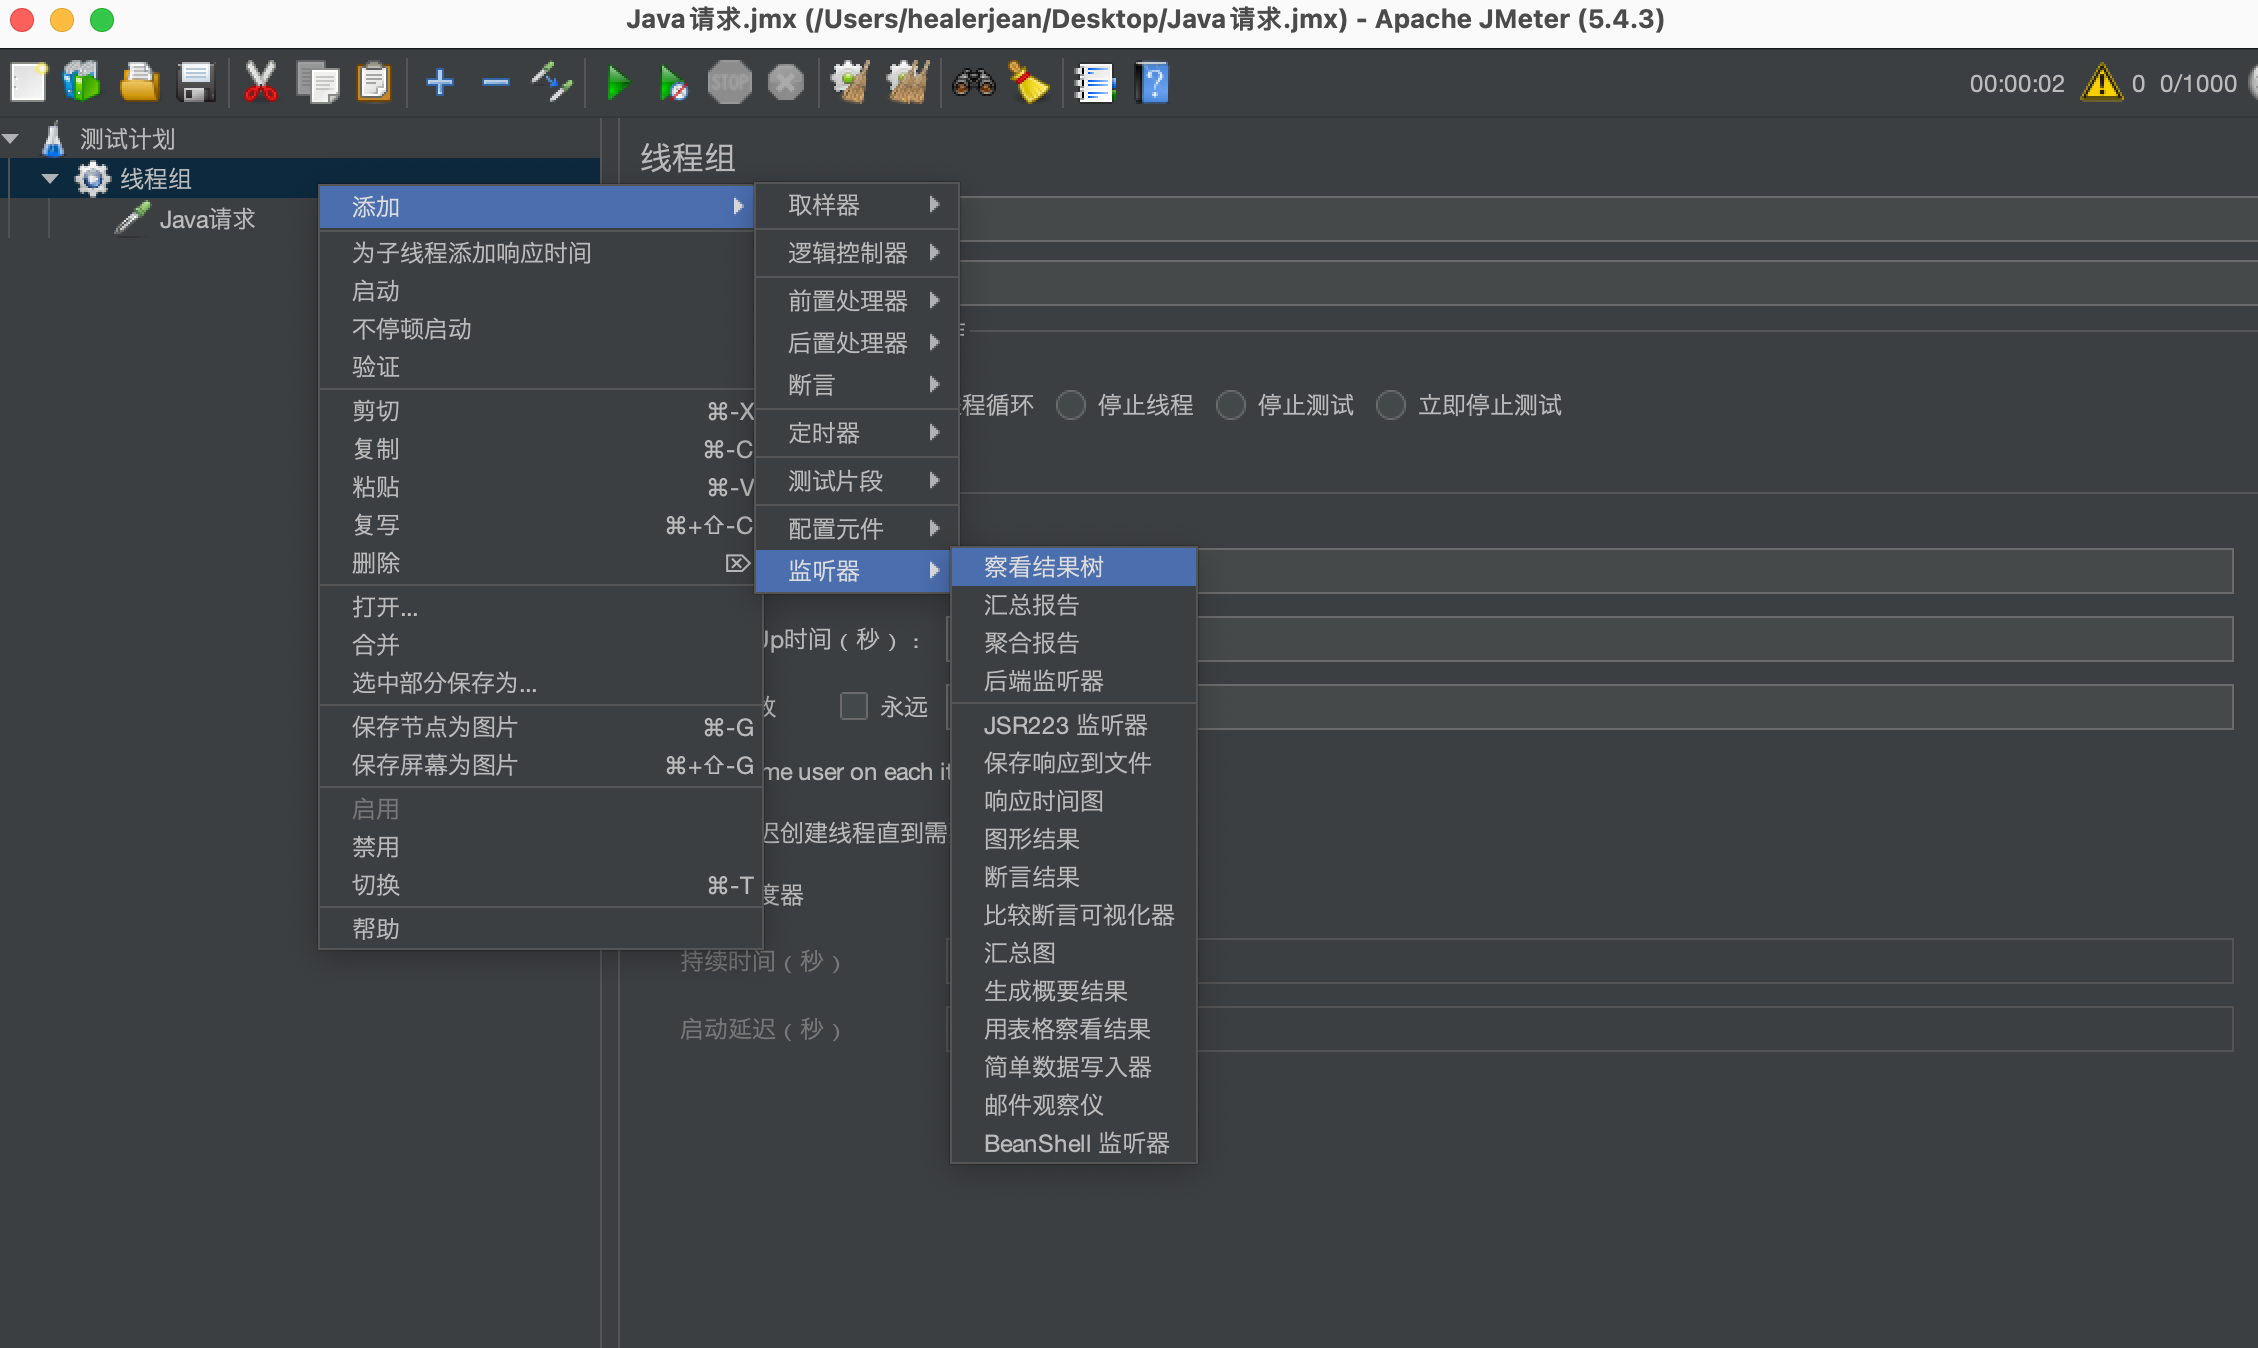 Java请求.jmx (/Users/healerjean/Desktop/Java请求.jmx) - Apache JMeter (5.4.3)
STOP
00:00:02 0 0/1000
测试计划
线程组
Java请求
线程组
添加
为子线程添加响应时间
启动
不停顿启动
验证
剪切 ⌘-X
复制 ⌘-C
粘贴 ⌘-V
复写 ⌘+⇧-C
删除 ⌦
打开...
合并
选中部分保存为...
保存节点为图片 ⌘-G
保存屏幕为图片 ⌘+⇧-G
启用
禁用
切换 ⌘-T
帮助
取样器
逻辑控制器
前置处理器
后置处理器
断言
定时器
测试片段
配置元件
监听器
察看结果树
汇总报告
聚合报告
后端监听器
JSR223 监听器
保存响应到文件
响应时间图
图形结果
断言结果
比较断言可视化器
汇总图
生成概要结果
用表格察看结果
简单数据写入器
邮件观察仪
BeanShell 监听器
程循环 停止线程 停止测试 立即停止测试
Up时间（秒）：
数 永远
me user on each it
迟创建线程直到需
度器
持续时间（秒）
启动延迟（秒）